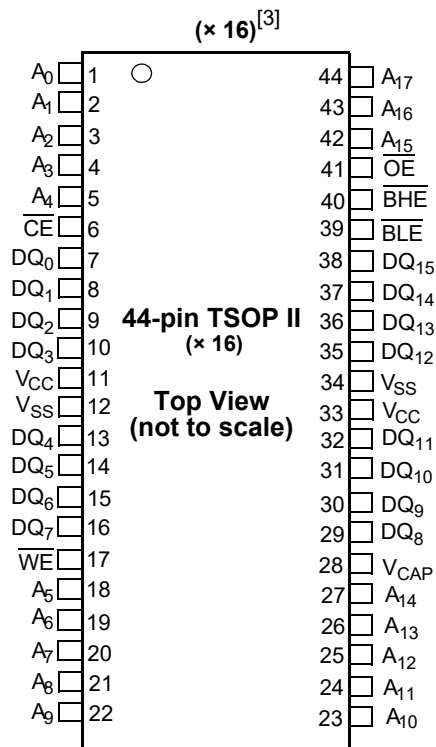 (× 16)[3]
A0 1 44 A17
A1 2 43 A16
A2 3 42 A15
A3 4 41 O̅E̅
A4 5 40 B̅H̅E̅
C̅E̅ 6 39 B̅L̅E̅
DQ0 7 38 DQ15
DQ1 8 37 DQ14
DQ2 9 44-pin TSOP II 36 DQ13
DQ3 10 (× 16) 35 DQ12
VCC 11 34 VSS
VSS 12 Top View 33 VCC
DQ4 13 (not to scale) 32 DQ11
DQ5 14 31 DQ10
DQ6 15 30 DQ9
DQ7 16 29 DQ8
W̅E̅ 17 28 VCAP
A5 18 27 A14
A6 19 26 A13
A7 20 25 A12
A8 21 24 A11
A9 22 23 A10